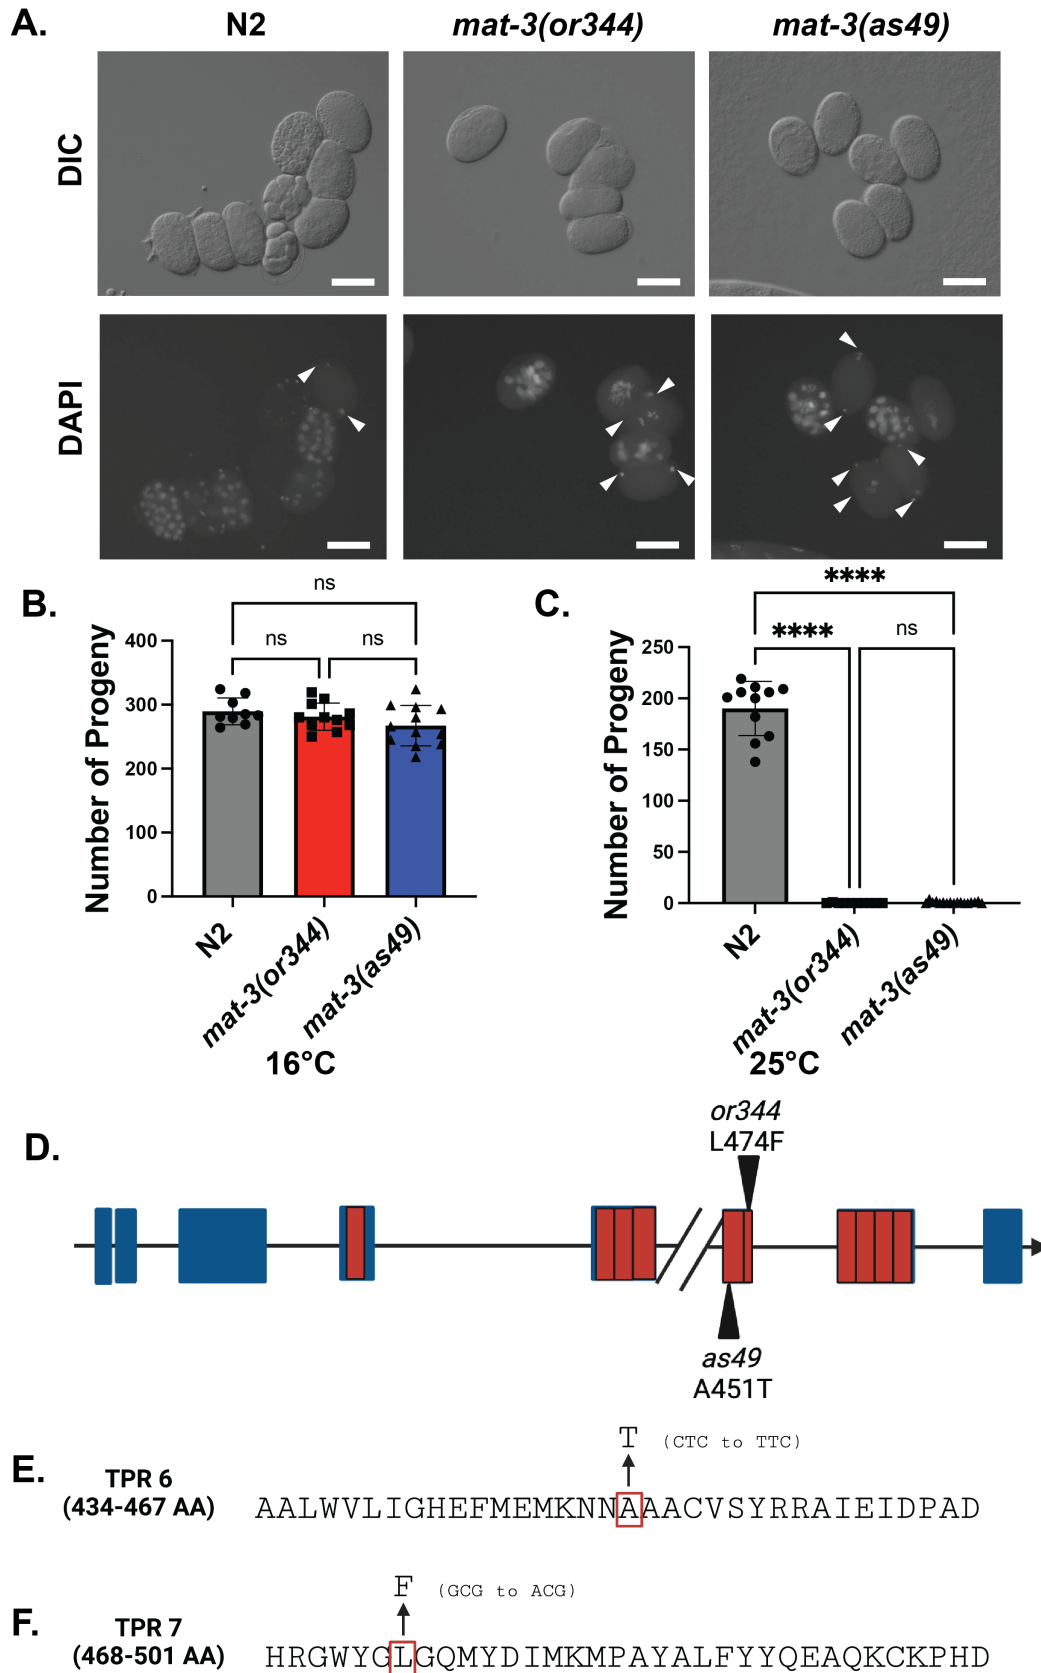 A.
N2
mat-3(or344)
mat-3(as49)
DIC
DAPI
B.
ns
ns
ns
Number of Progeny
400
300
200
100
0
N2
mat-3(or344)
mat-3(as49)
16°C
C.
****
****
ns
Number of Progeny
250
200
150
100
50
0
N2
mat-3(or344)
mat-3(as49)
25°C
D.
or344
L474F
as49
A451T
E.
TPR 6
(434-467 AA)
T (CTC to TTC)
AALWVLIGHEFMEMKNNAAACVSYRRAIEIDPAD
F.
TPR 7
(468-501 AA)
F (GCG to ACG)
HRGWYGLGQMYDIMKMPAYALFYYQEAQKCKPHD